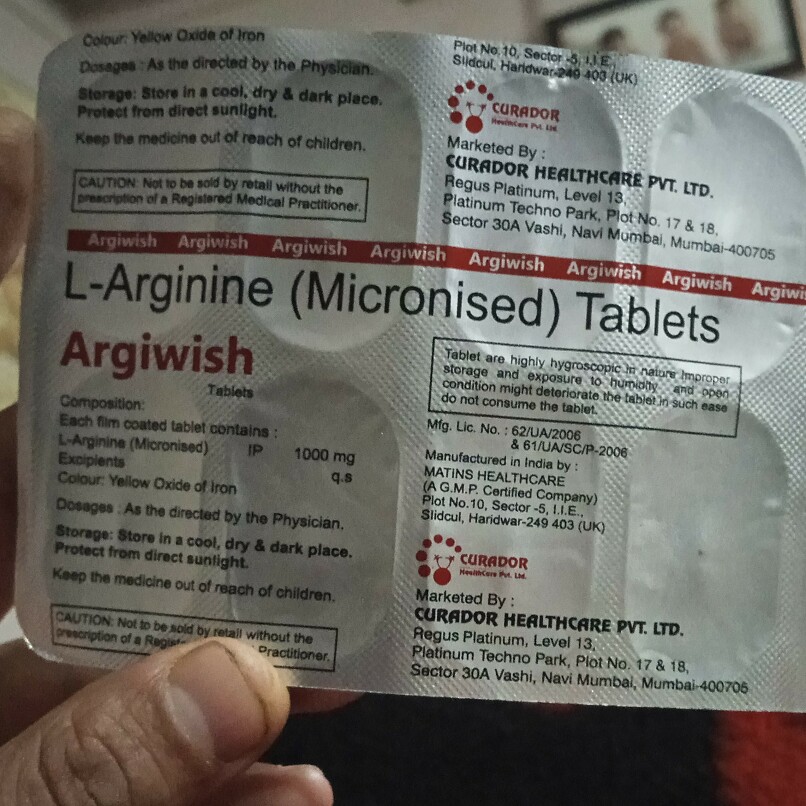 Colour: Yellow Oxide of Iron
Dosages : As the directed by the Physician.
Storage: Store in a cool, dry & dark place.
Protect from direct sunlight.
Keep the medicine out of reach of children.
CAUTION: Not to be sold by retail without the
prescription of a Registered Medical Practitioner.
Plot No.10, Sector -5, I.I.E.,
Slidcul, Haridwar-249 403 (UK)
CURADOR
HealthCare Pvt. Ltd.
Marketed By :
CURADOR HEALTHCARE PVT. LTD.
Regus Platinum, Level 13,
Platinum Techno Park, Plot No. 17 & 18,
Sector 30A Vashi, Navi Mumbai, Mumbai-400705
Argiwish Argiwish Argiwish Argiwish Argiwish Argiwish Argiwish Argiwis
L-Arginine (Micronised) Tablets
Argiwish
Tablets
Composition:
Each film coated tablet contains :
L-Arginine (Micronised) IP 1000 mg
Excipients q.s
Colour: Yellow Oxide of Iron
Dosages : As the directed by the Physician.
Storage: Store in a cool, dry & dark place.
Protect from direct sunlight.
Keep the medicine out of reach of children.
CAUTION: Not to be sold by retail without the
prescription of a Practitioner.
Tablet are highly hygroscopic in nature Improper
storage and exposure to humidity and open
condition might deteriorate the tablet in such ease
do not consume the tablet.
Mfg. Lic. No. : 62/UA/2006
& 61/UA/SC/P-2006
Manufactured in India by :
MATINS HEALTHCARE
(A G.M.P. Certified Company)
Plot No.10, Sector -5, I.I.E.,
Slidcul, Haridwar-249 403 (UK)
CURADOR
HealthCare Pvt. Ltd.
Marketed By :
CURADOR HEALTHCARE PVT. LTD.
Regus Platinum, Level 13,
Platinum Techno Park, Plot No. 17 & 18,
Sector 30A Vashi, Navi Mumbai, Mumbai-400705